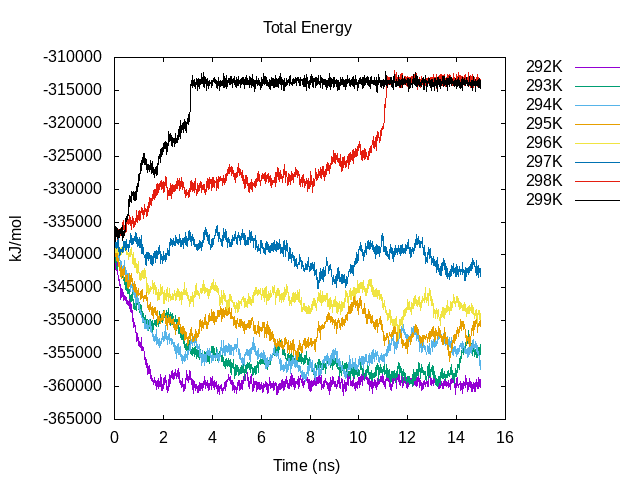 Total Energy
-310000
-315000
-320000
-325000
-330000
-335000
-340000
-345000
-350000
-355000
-360000
-365000
kJ/mol
0 2 4 6 8 10 12 14 16
Time (ns)
292K
293K
294K
295K
296K
297K
298K
299K